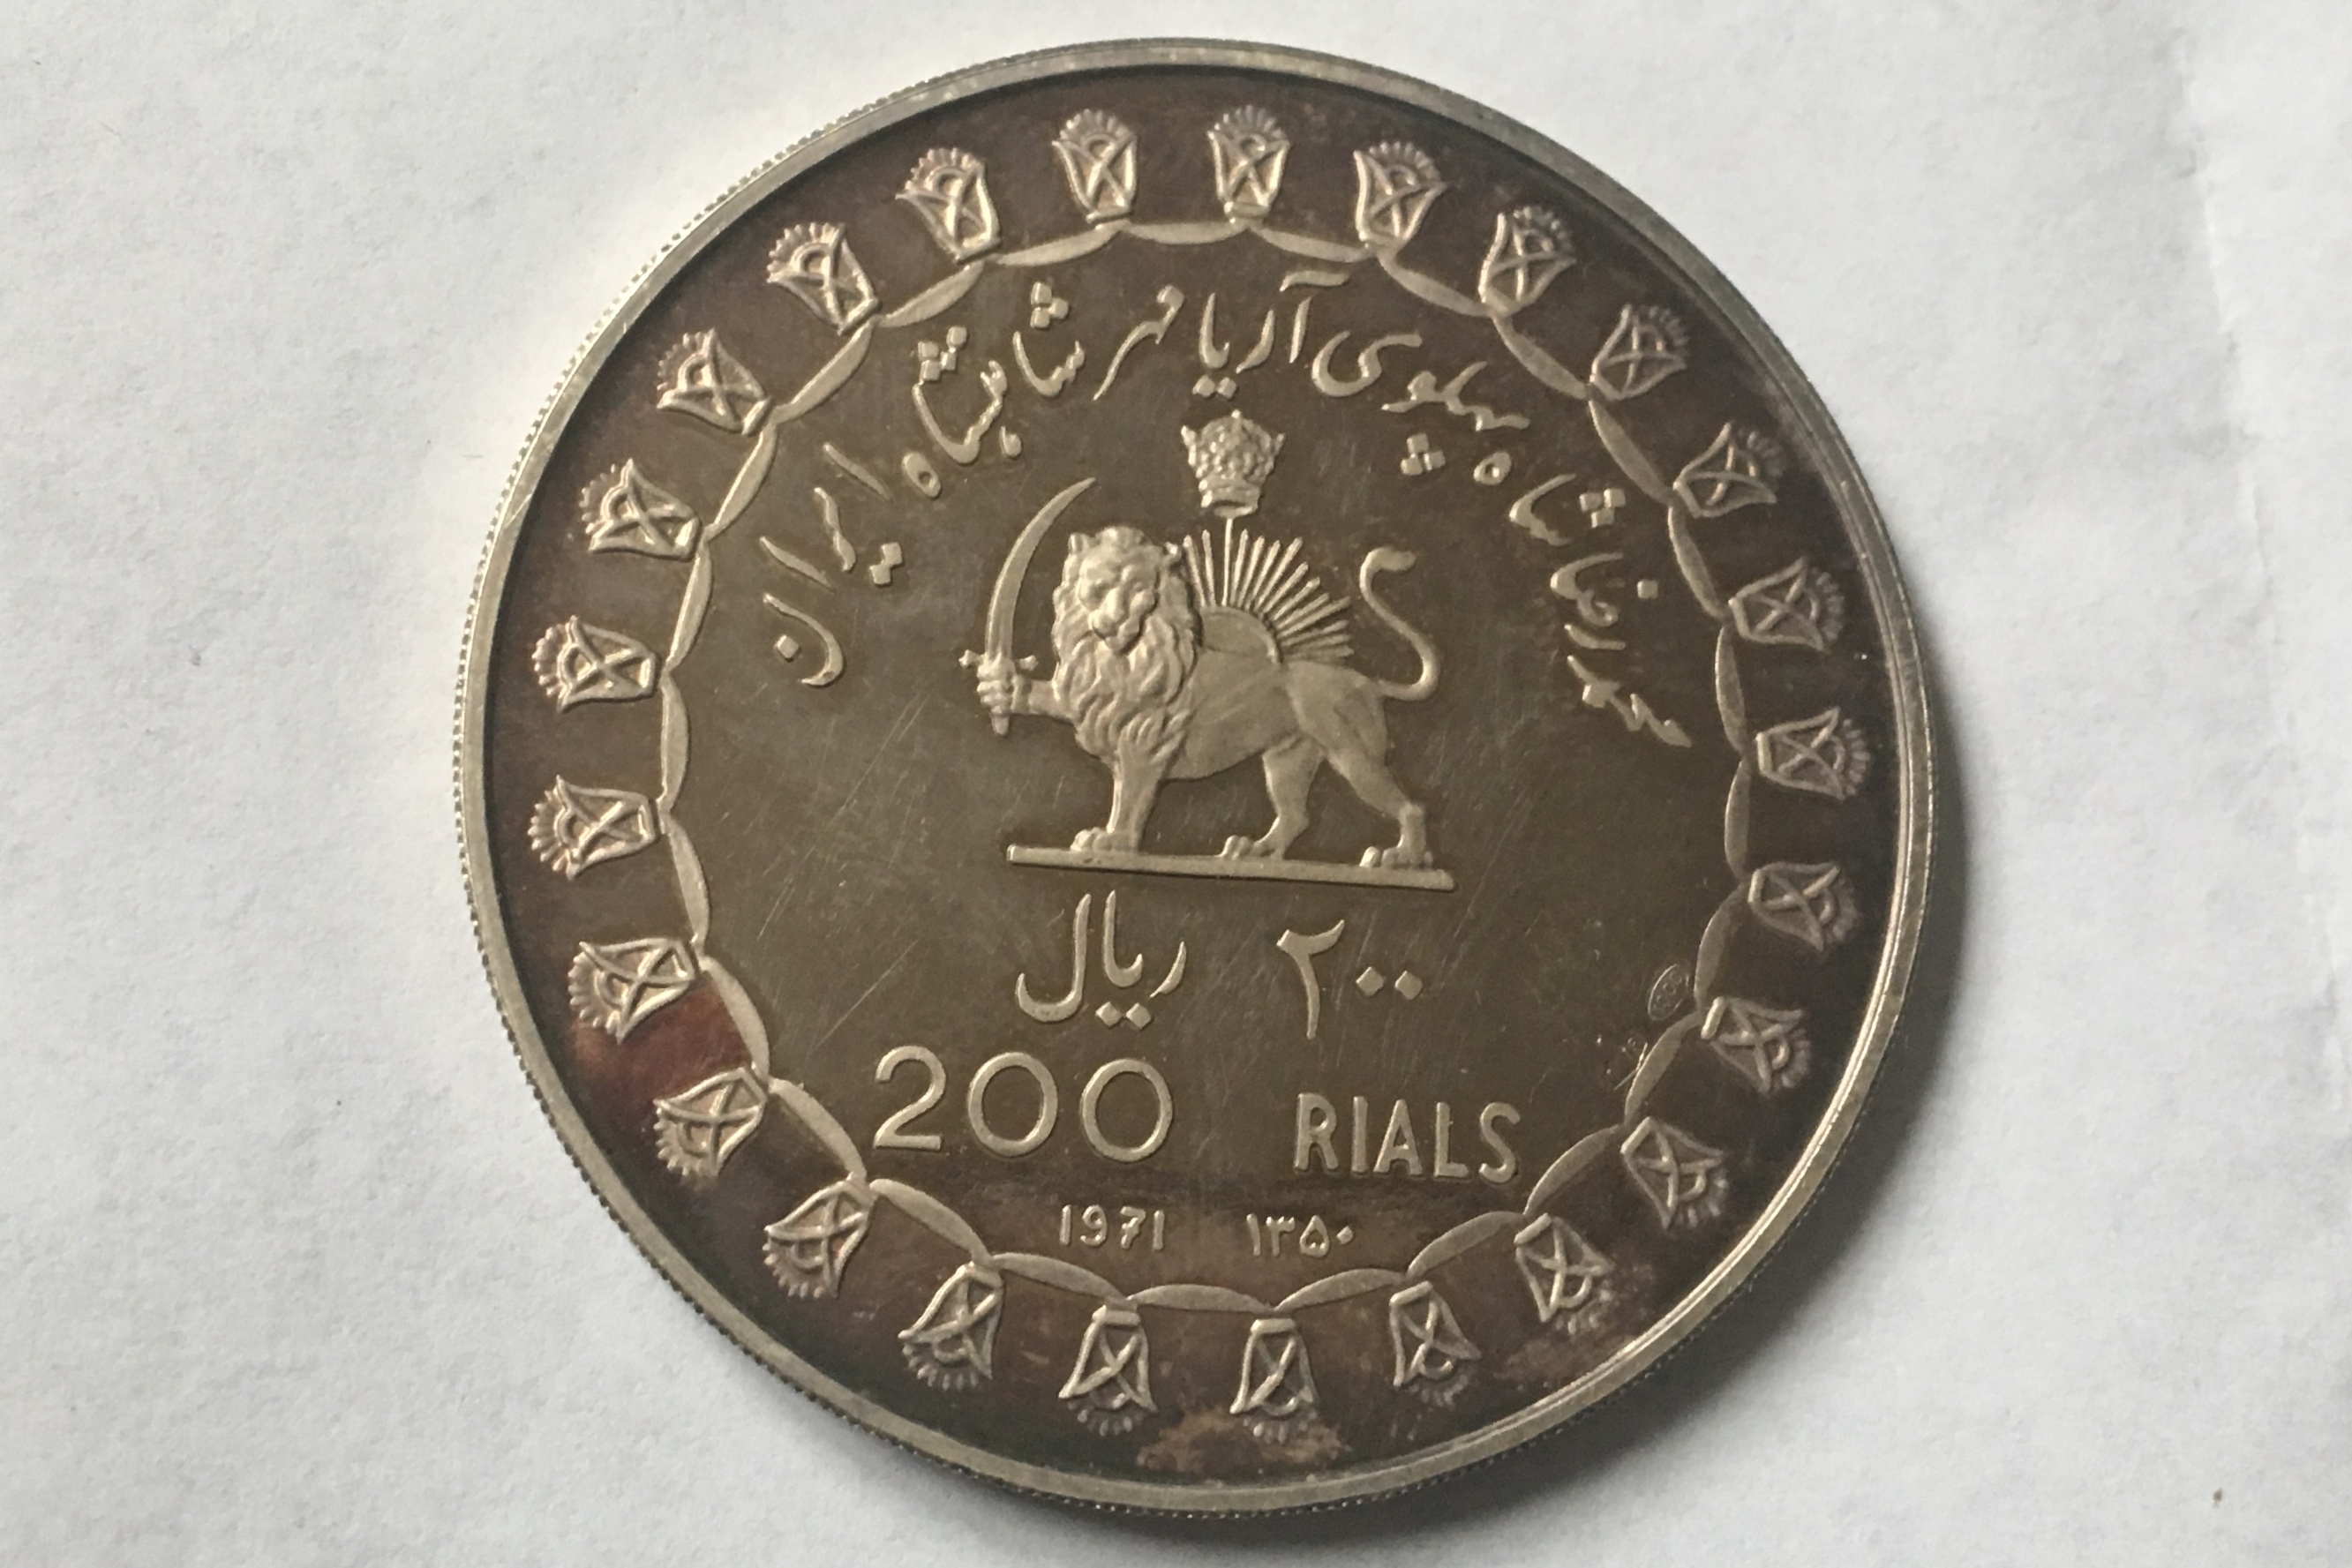 محمدرضا شاه پهلوی آریامهر شاهنشاه ایران
۲۰۰ ریال
200 RIALS
1971 ۱۳۵۰